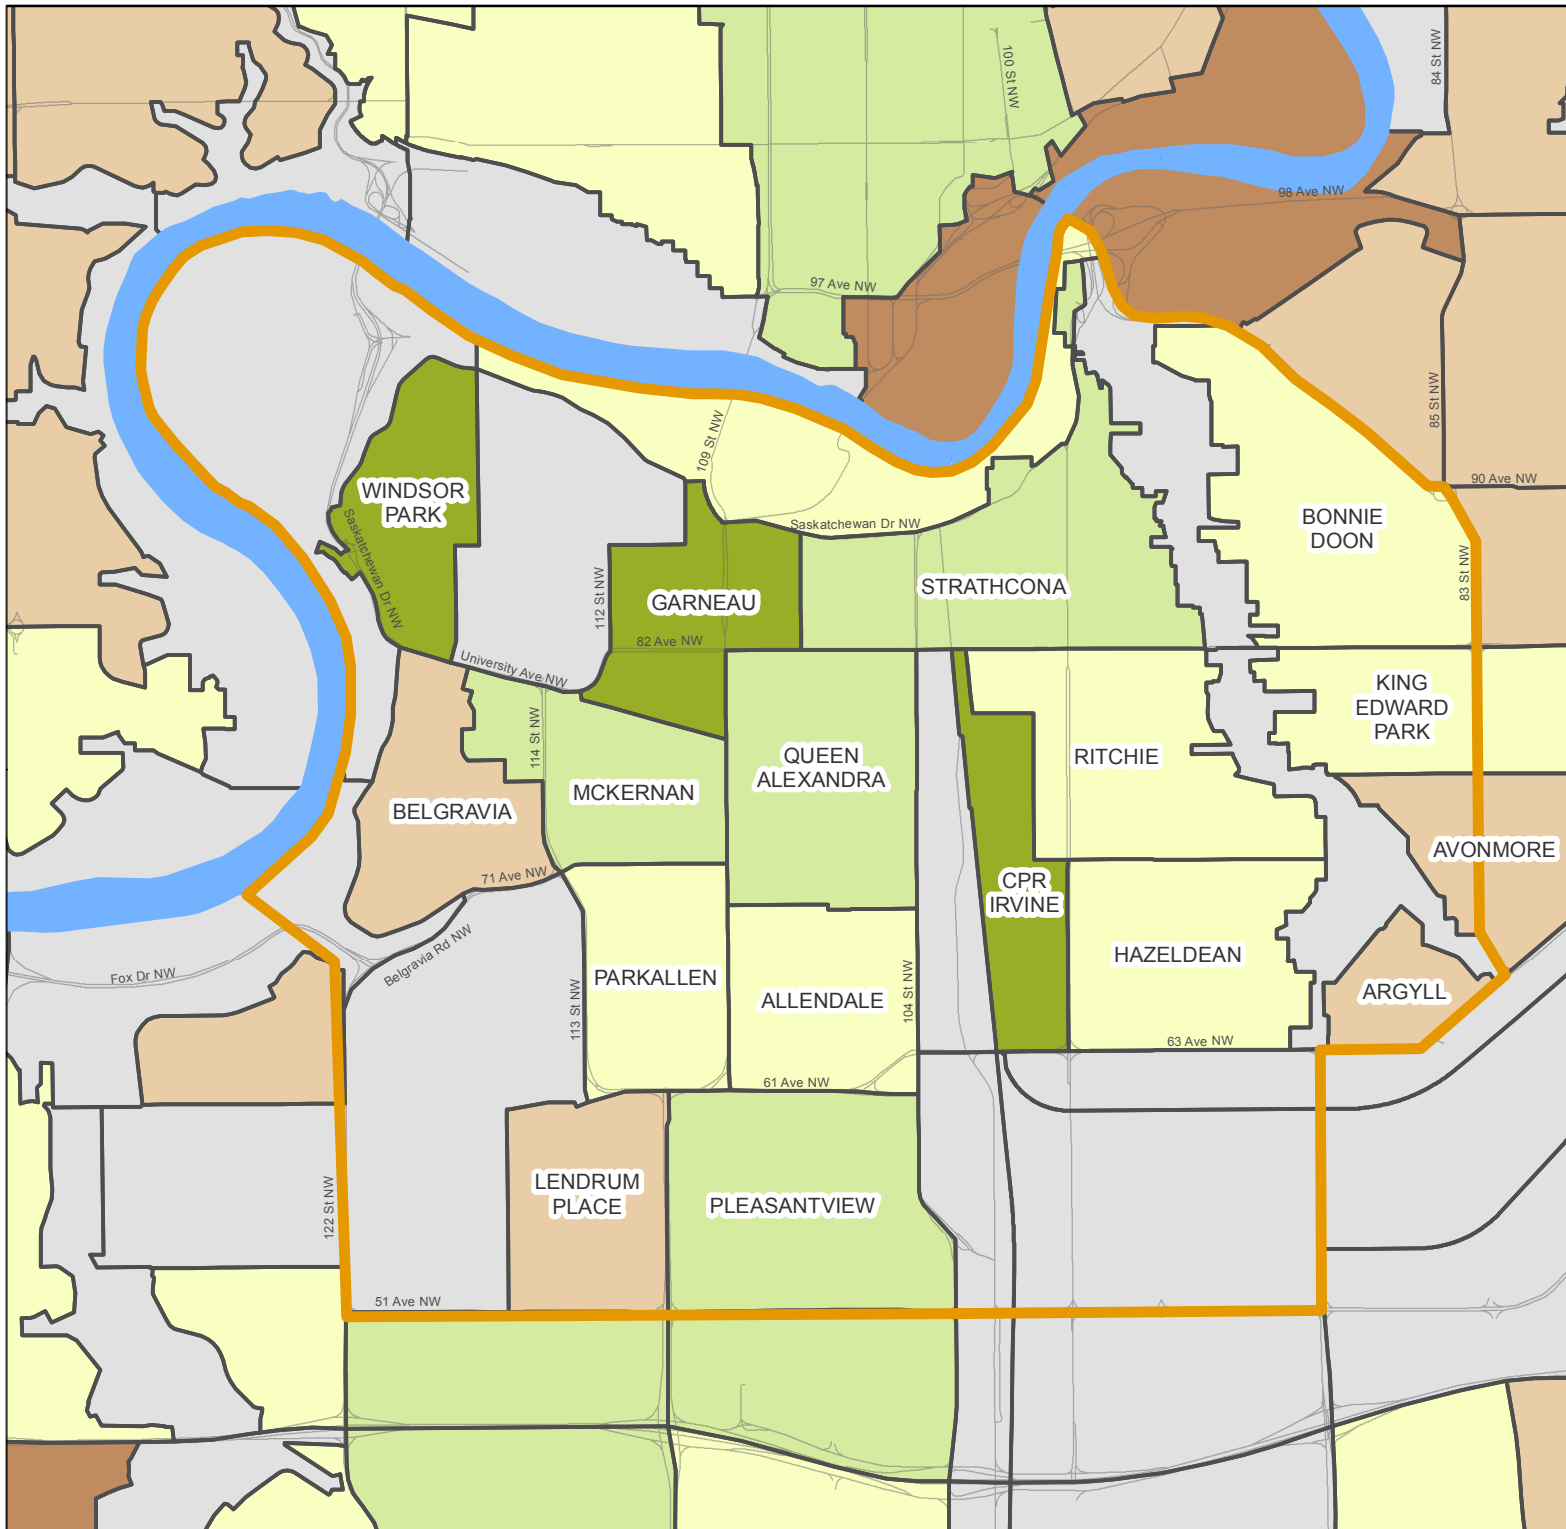 100 St NW
84 St NW
98 Ave NW
97 Ave NW
85 St NW
109 St NW
90 Ave NW
WINDSOR
PARK
Saskatchewan Dr NW
Saskatchewan Dr NW
BONNIE
DOON
83 St NW
STRATHCONA
112 St NW
GARNEAU
82 Ave NW
University Ave NW
KING
EDWARD
PARK
114 St NW
QUEEN
ALEXANDRA
RITCHIE
MCKERNAN
BELGRAVIA
AVONMORE
71 Ave NW
CPR
IRVINE
Belgravia Rd NW
HAZELDEAN
Fox Dr NW
PARKALLEN
ALLENDALE
104 St NW
ARGYLL
113 St NW
63 Ave NW
61 Ave NW
LENDRUM
PLACE
PLEASANTVIEW
122 St NW
51 Ave NW